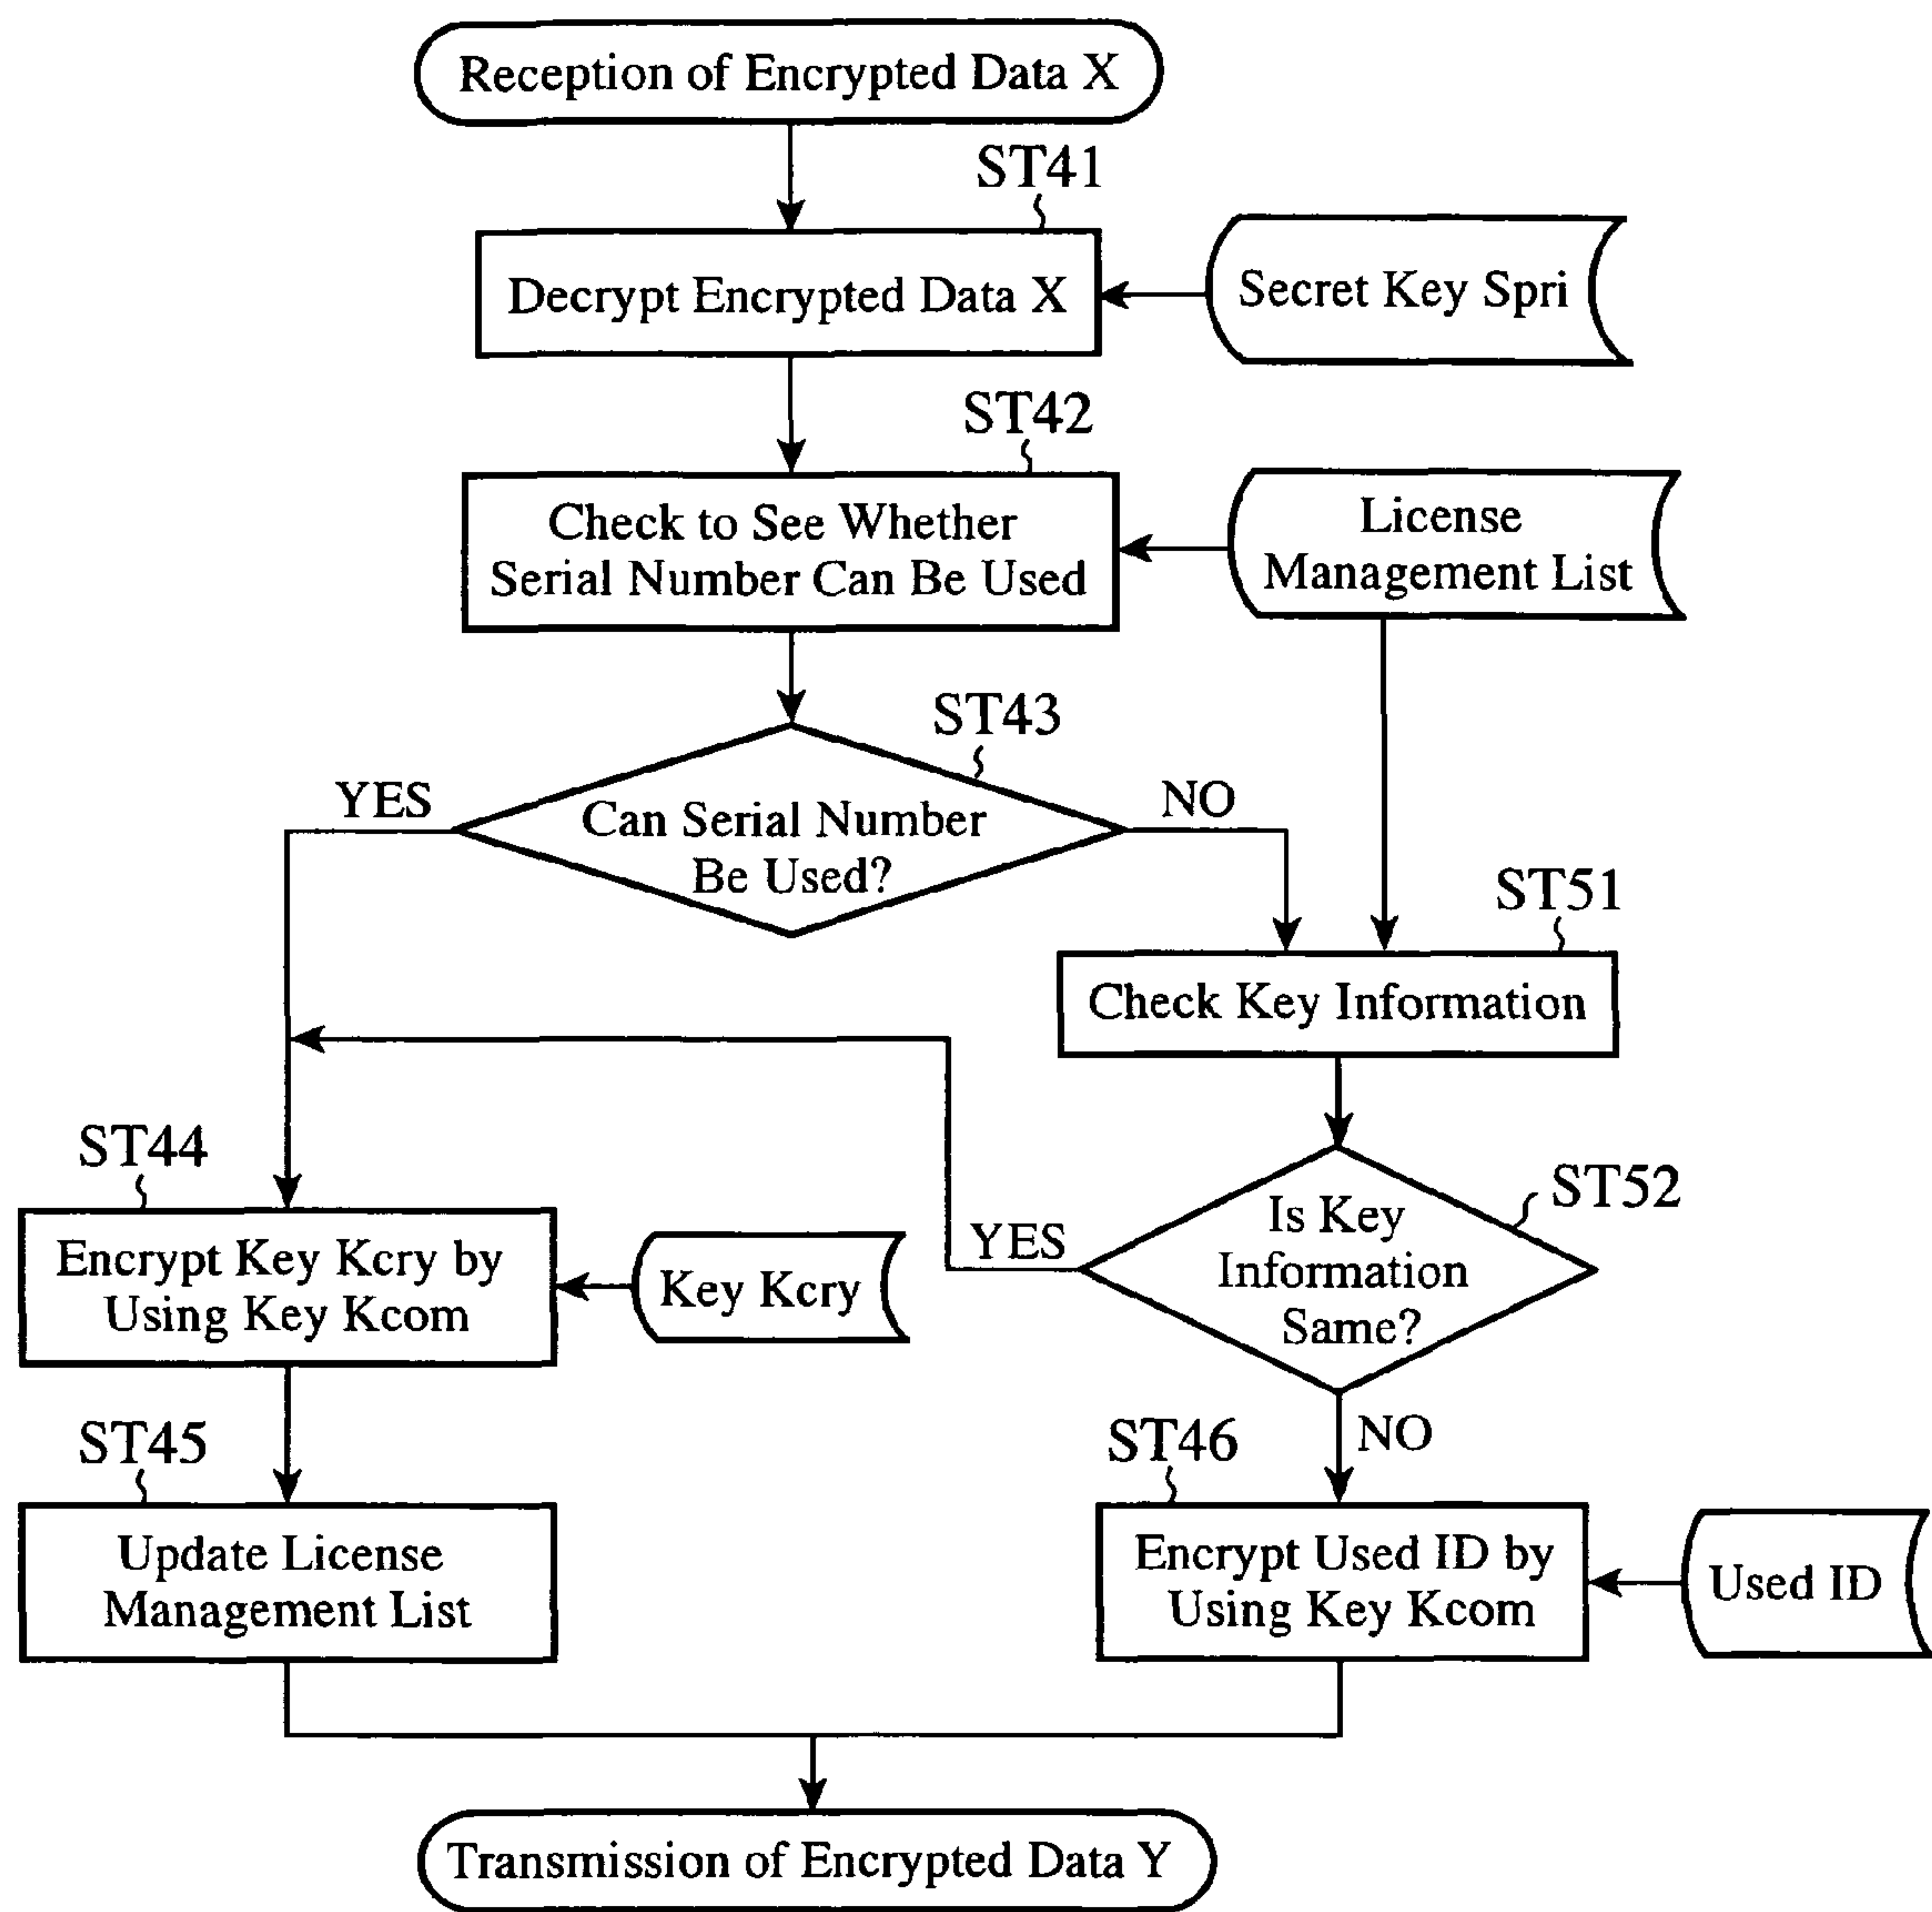 Reception of Encrypted Data X
ST41
Decrypt Encrypted Data X
Secret Key Spri
ST42
Check to See Whether
Serial Number Can Be Used
License
Management List
ST43
YES
NO
Can Serial Number
Be Used?
ST51
Check Key Information
ST44
Encrypt Key Kcry by
Using Key Kcom
Key Kcry
YES
ST52
Is Key
Information
Same?
NO
ST45
Update License
Management List
ST46
Encrypt Used ID by
Using Key Kcom
Used ID
Transmission of Encrypted Data Y